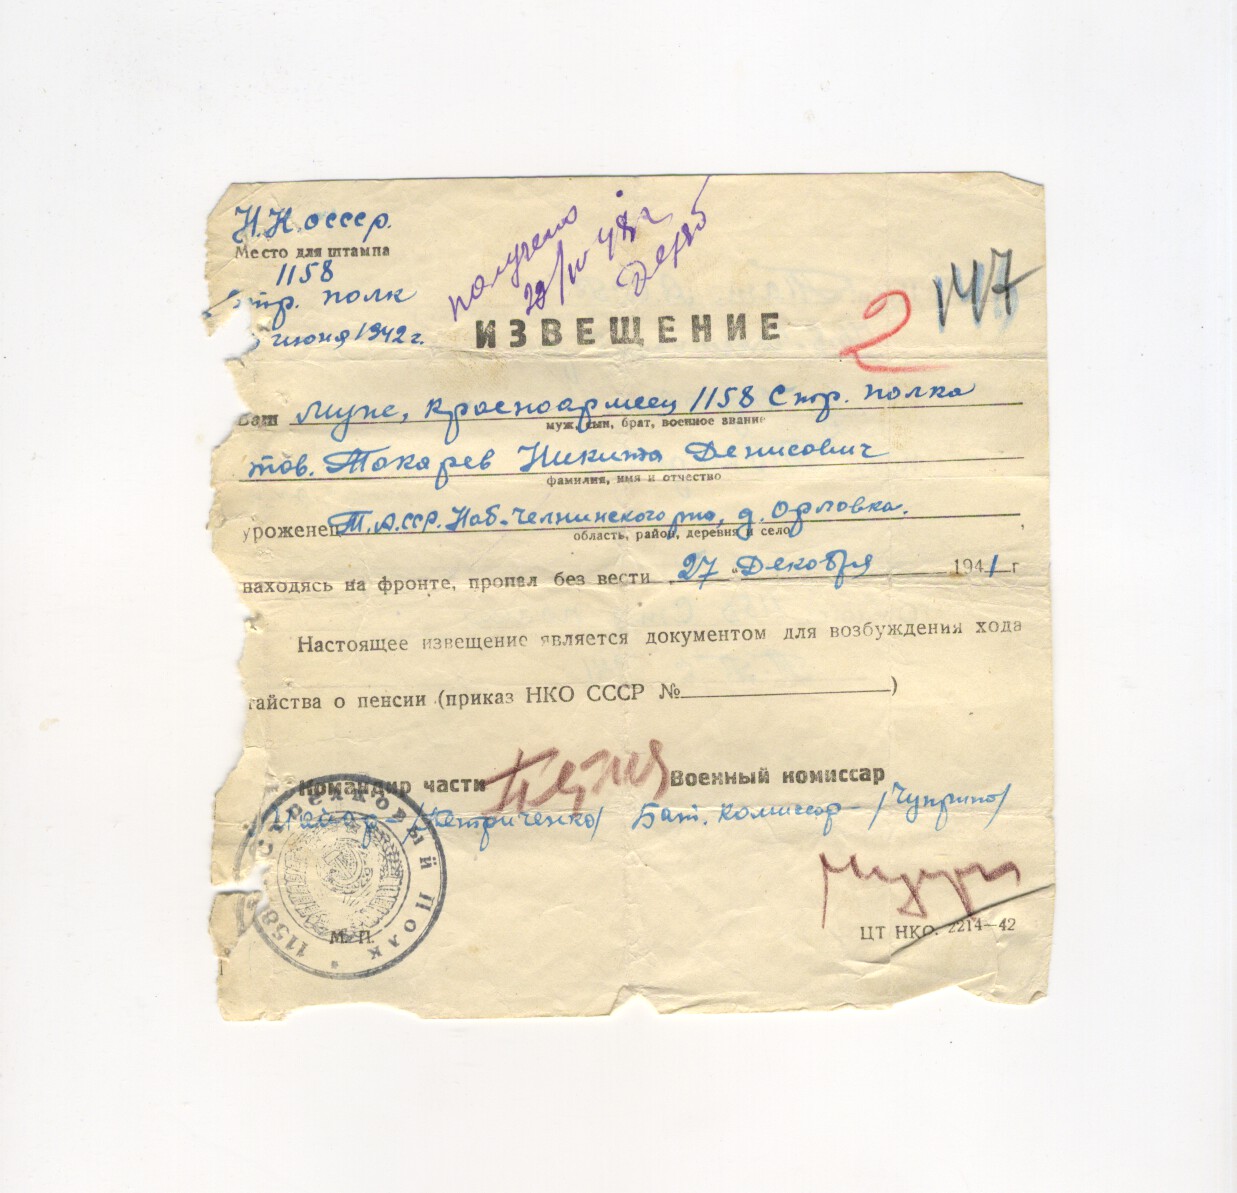 Н.К.О СССР.
Место для штампа
1158
Стр. полк
июня 1942 г.
получено
147
2
ИЗВЕЩЕНИЕ
Ваш Муж, Красноармеец 1158 Стр. полка
муж, сын, брат, военное звание
тов. Токарев Никита Денисович
фамилия, имя и отчество
уроженец Т.А.ССР. Наб-Челнинского р-на, д. Орловка.
область, район, деревня и село
находясь на фронте, пропал без вести 27 Декабря 1941 г
Настоящее извещение является документом для возбуждения хода
тайства о пенсии (приказ НКО СССР № )
Командир части Военный комиссар
Майор - /Петриченко/ Бат. комиссар - /Чуприно/
1158 СТРЕЛКОВЫЙ ПОЛК
М. П.
ЦТ НКО. 2214—42